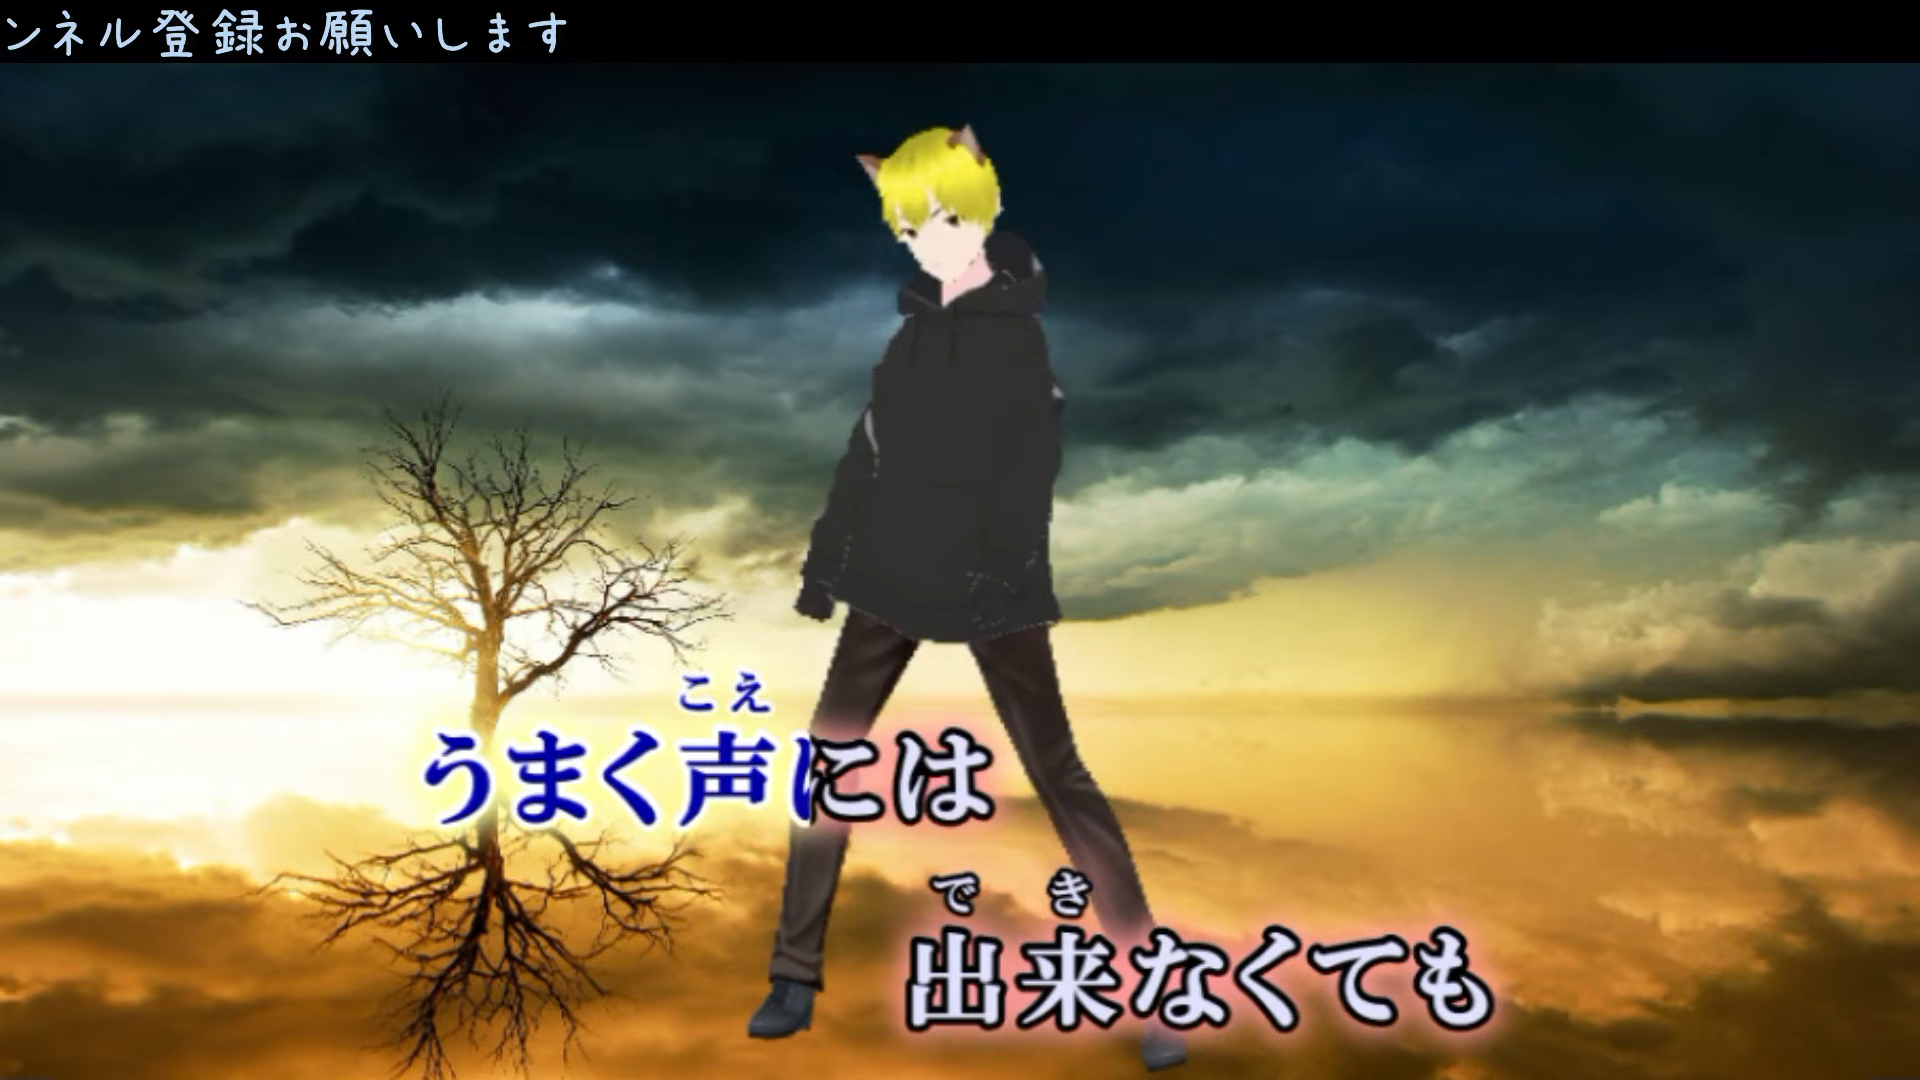 ンネル登録お願いします
こえ
うまく声には
でき
出来なくても